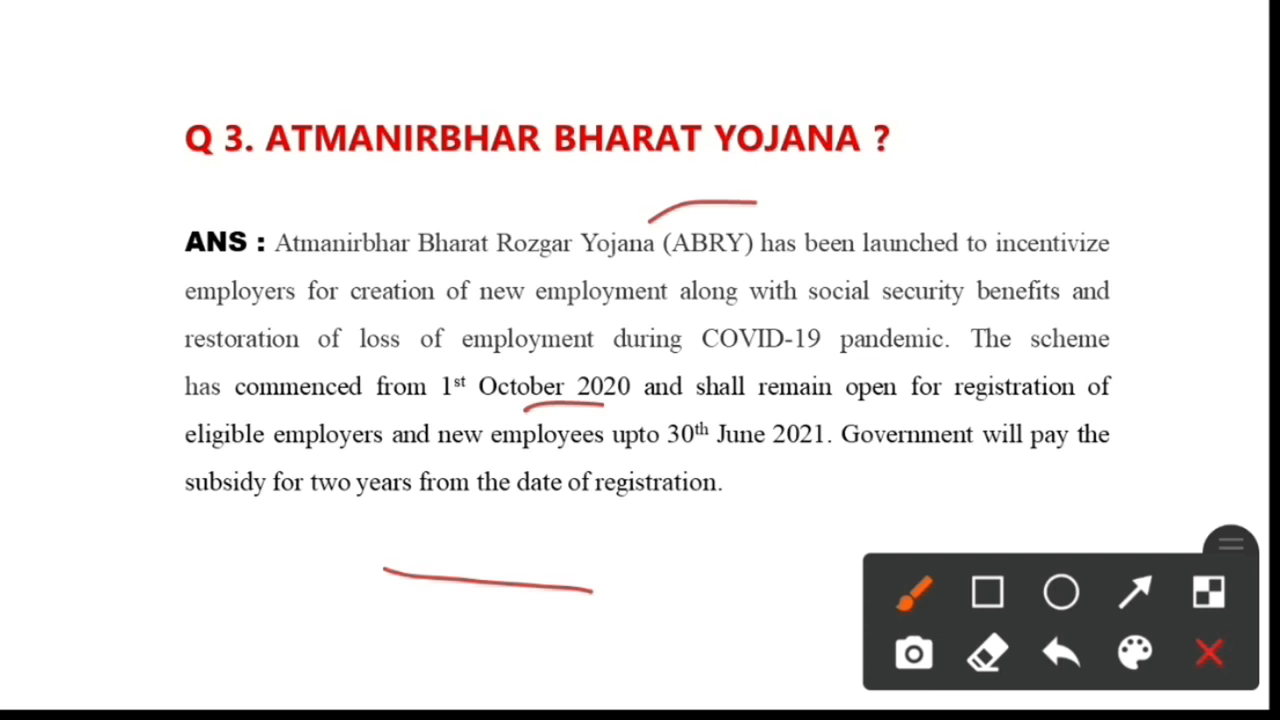 Q 3. ATMANIRBHAR BHARAT YOJANA ?
ANS : Atmanirbhar Bharat Rozgar Yojana (ABRY) has been launched to incentivize
employers for creation of new employment along with social security benefits and
restoration of loss of employment during COVID-19 pandemic. The scheme
has commenced from 1st October 2020 and shall remain open for registration of
eligible employers and new employees upto 30th June 2021. Government will pay the
subsidy for two years from the date of registration.